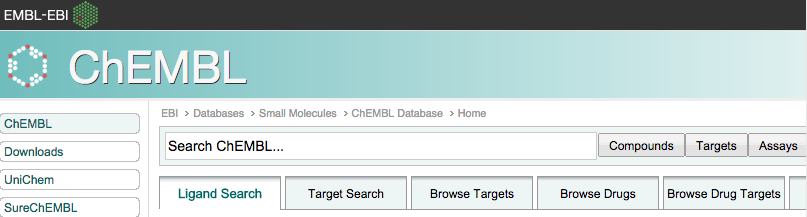 EMBL-EBI
ChEMBL
EBI > Databases > Small Molecules > ChEMBL Database > Home
ChEMBL
Downloads
UniChem
SureChEMBL
Search ChEMBL... Compounds Targets Assays
Ligand Search Target Search Browse Targets Browse Drugs Browse Drug Targets